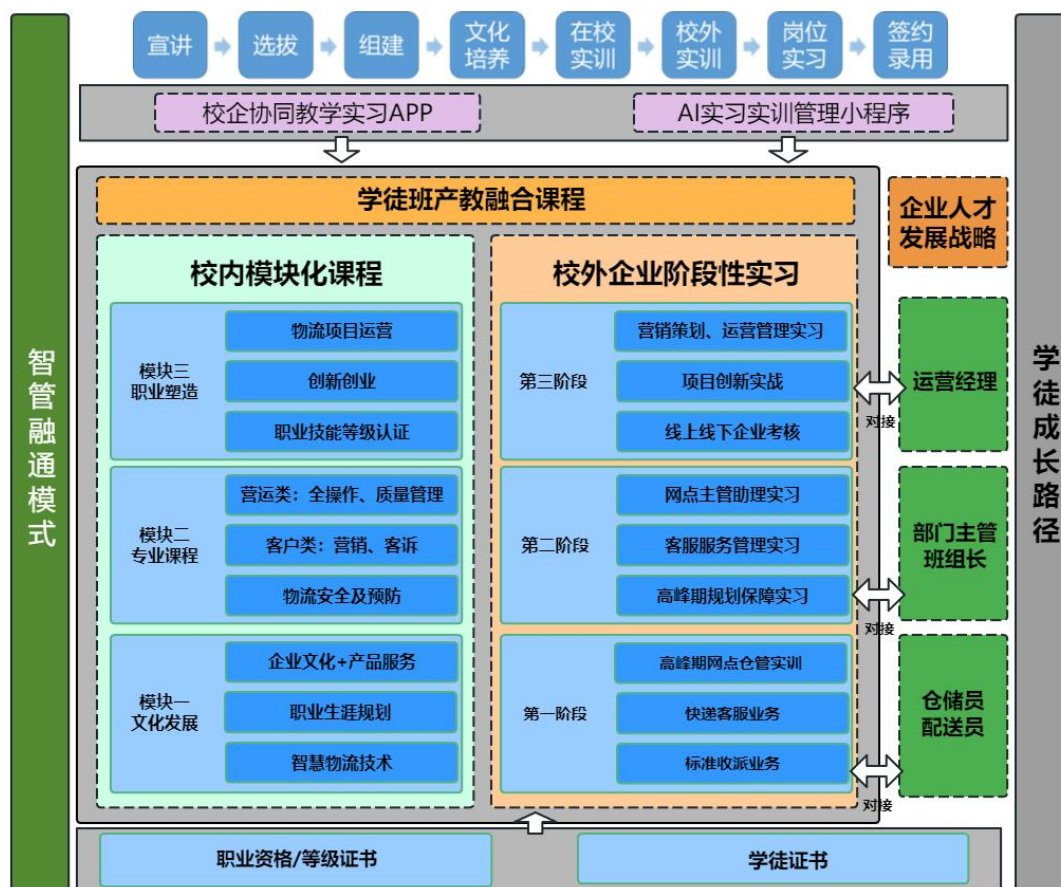 宣讲
选拔
组建
文化
培养
在校
实训
校外
实训
岗位
实习
签约
录用
校企协同教学实习APP
AI实习实训管理小程序
智管融通模式
学徒班产教融合课程
校内模块化课程
模块三
职业塑造
物流项目运营
创新创业
职业技能等级认证
模块二
专业课程
营运类：全操作、质量管理
客户类：营销、客诉
物流安全及预防
模块一
文化发展
企业文化+产品服务
职业生涯规划
智慧物流技术
校外企业阶段性实习
第三阶段
营销策划、运营管理实习
项目创新实战
线上线下企业考核
第二阶段
网点主管助理实习
客服服务管理实习
高峰期规划保障实习
第一阶段
高峰期网点仓管实训
快递客服业务
标准收派业务
企业人才
发展战略
对接
运营经理
对接
部门主管
班组长
对接
仓储员
配送员
学徒成长路径
职业资格/等级证书
学徒证书